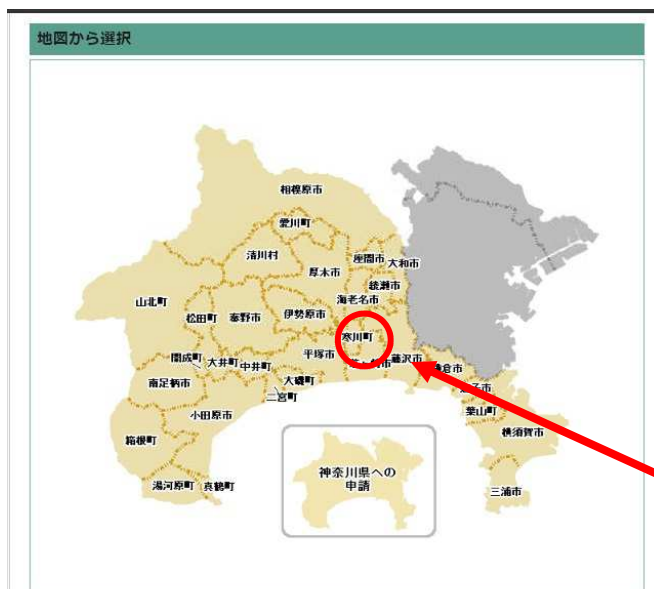 地図から選択
相模原市
愛川町
清川村
座間市
大和市
厚木市
綾瀬市
海老名市
山北町
松田町
秦野市
伊勢原市
寒川町
平塚市
開成町
大井町
中井町
藤沢市
南足柄市
大磯町
二宮町
葉山町
小田原市
横須賀市
箱根町
神奈川県への
申請
湯河原町
真鶴町
三浦市